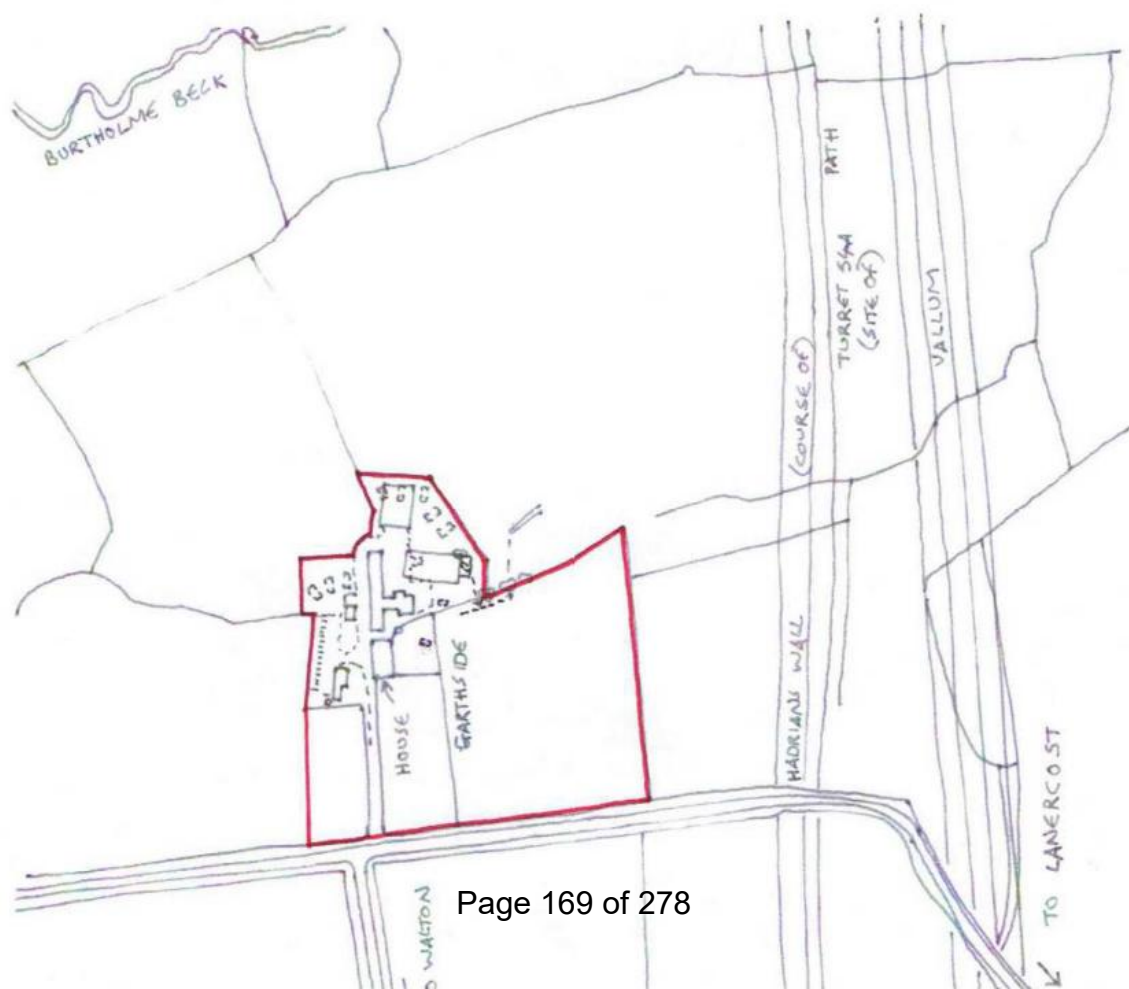 BURTHOLME BECK
PATH
TURRET 54A
(SITE OF)
VALLUM
(COURSE OF)
HADRIANS WALL
GARTHSIDE
HOUSE
TO LANERCOST
WALTON
Page 169 of 278